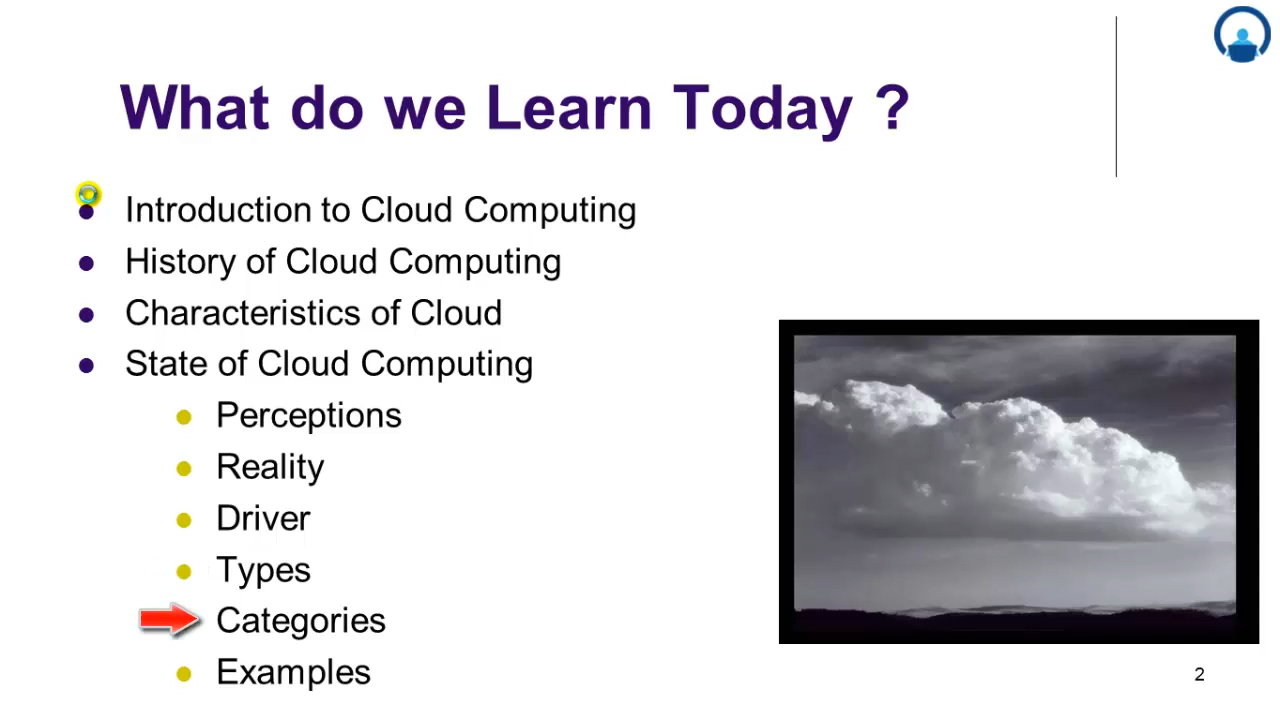 What do we Learn Today ?
Introduction to Cloud Computing
History of Cloud Computing
Characteristics of Cloud
State of Cloud Computing
Perceptions
Reality
Driver
Types
Categories
Examples
2